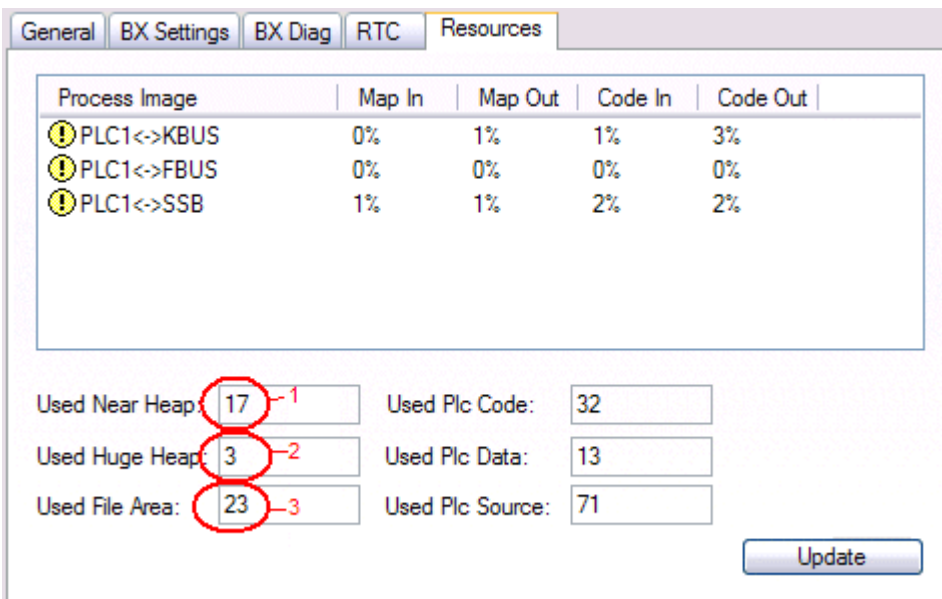 General BX Settings BX Diag RTC Resources
Process Image Map In Map Out Code In Code Out
PLC1<->KBUS 0% 1% 1% 3%
PLC1<->FBUS 0% 0% 0% 0%
PLC1<->SSB 1% 1% 2% 2%
Used Near Heap: 17 1 Used Plc Code: 32
Used Huge Heap: 3 2 Used Plc Data: 13
Used File Area: 23 3 Used Plc Source: 71
Update